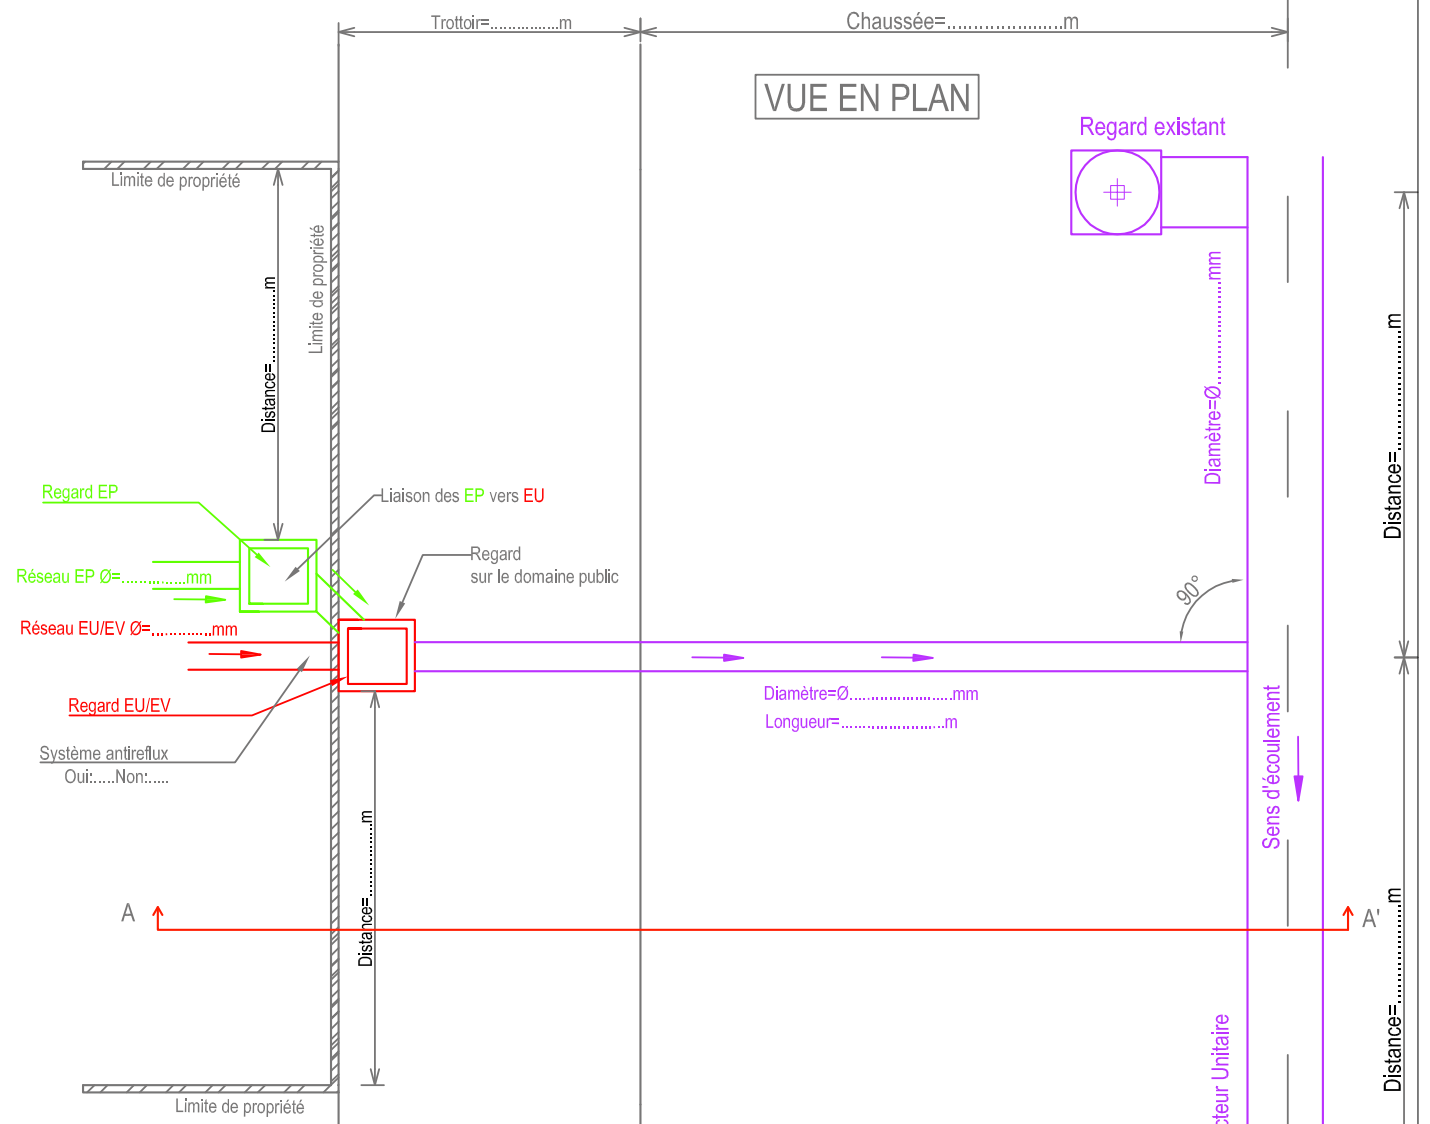 Trottoir=...............m
Chaussée=......................m
VUE EN PLAN
Regard existant
Limite de propriété
Limite de propriété
Distance=...................m
Diamètre=Ø......................mm
Distance=......................m
Regard EP
Liaison des EP vers EU
Regard
sur le domaine public
Réseau EP Ø=..............mm
90°
Réseau EU/EV Ø=.............mm
Diamètre=Ø......................mm
Longueur=......................m
Regard EU/EV
Système antireflux
Oui:.....Non:.....
Sens d'écoulement
Distance=...................m
A
A'
Distance=......................m
cteur Unitaire
Limite de propriété